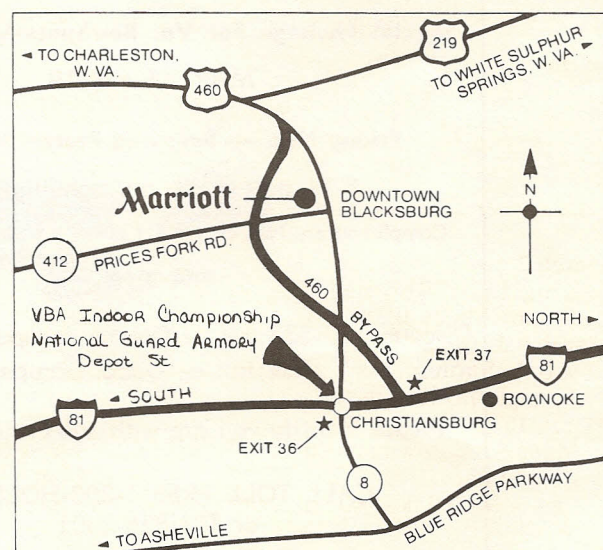 219
◄ TO CHARLESTON,
W. VA.
TO WHITE SULPHUR
SPRINGS, W. VA.
460
N
Marriott
DOWNTOWN
BLACKSBURG
412
PRICES FORK RD.
460
BYPASS
VBA Indoor Championship
National Guard Armory
Depot St
NORTH ►
EXIT 37
81
◄ SOUTH
ROANOKE
81
CHRISTIANSBURG
EXIT 36
8
BLUE RIDGE PARKWAY
◄ TO ASHEVILLE